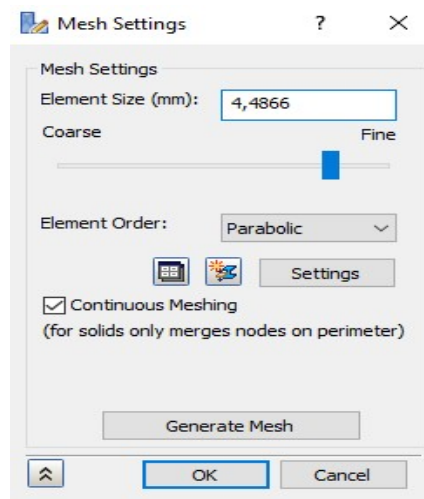 Mesh Settings ? ×
Mesh Settings
Element Size (mm): 4,4866
Coarse Fine
Element Order: Parabolic
Settings
Continuous Meshing
(for solids only merges nodes on perimeter)
Generate Mesh
OK Cancel